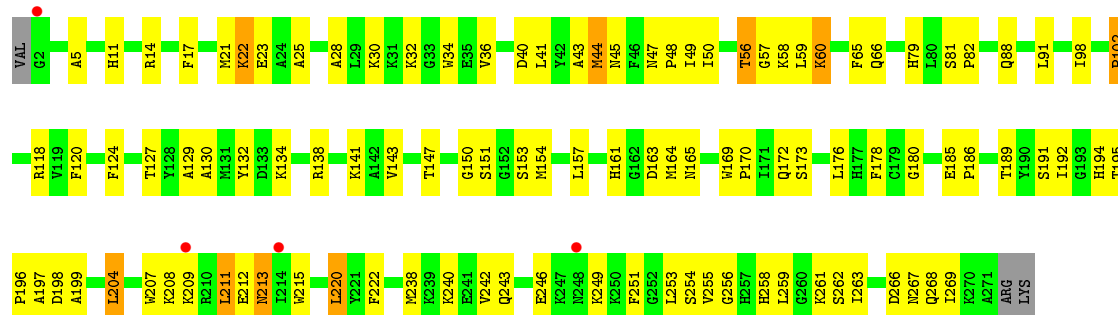 VAL G2 A5 H11 R14 F17 M21 K22 E23 A24 A25 A28 L29 K30 K31 K32 G33 W34 E35 V36 D40 L41 Y42 A43 M44 N45 F46 N47 P48 I49 I50 T56 G57 K58 L59 K60 F65 Q66 H79 L80 S81 P82 Q88 L91 I98
R118 V119 F120 F124 T127 Y128 A129 A130 M131 Y132 D133 K134 R138 K141 A142 V143 T147 G150 S151 G152 S153 M154 L157 H161 G162 D163 M164 N165 W169 P170 I171 Q172 S173 L176 H177 F178 C179 G180 E185 P186 T189 Y190 S191 I192 G193 H194 T195
P196 A197 D198 A199 L204 W207 K208 K209 R210 L211 E212 N213 I214 W215 L220 Y221 F222 M238 K239 K240 E241 V242 Q243 E246 K247 N248 K249 K250 F251 G252 L253 S254 V255 G256 H257 H258 L259 G260 K261 S262 I263 D266 N267 Q268 I269 K270 A271 ARG LYS